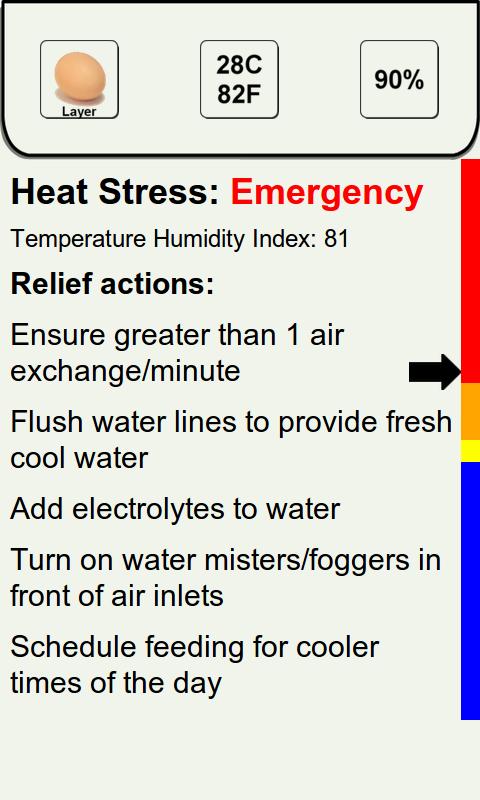 Layer
28C
82F
90%
Heat Stress: Emergency
Temperature Humidity Index: 81
Relief actions:
Ensure greater than 1 air
exchange/minute
Flush water lines to provide fresh
cool water
Add electrolytes to water
Turn on water misters/foggers in
front of air inlets
Schedule feeding for cooler
times of the day